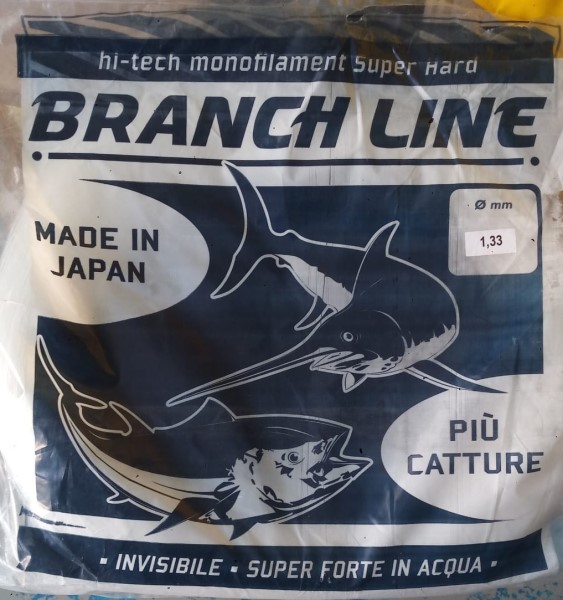 hi-tech monofilament Super Hard
BRANCH LINE
MADE IN
JAPAN
Ø mm
1,33
PIÙ
CATTURE
▪ INVISIBILE ▪ SUPER FORTE IN ACQUA ▪